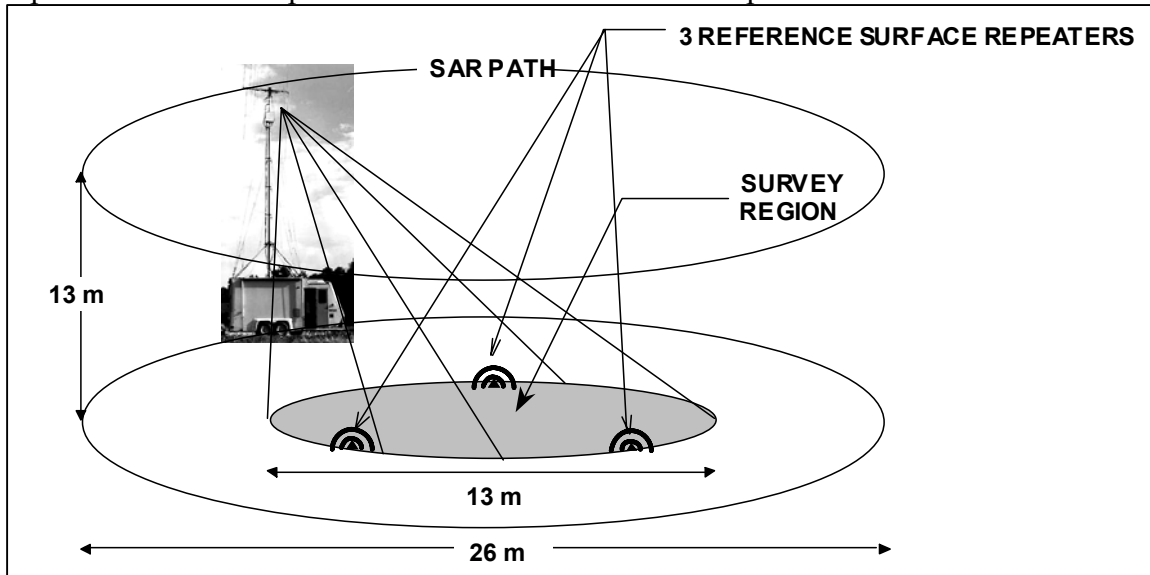 3 REFERENCE SURFACE REPEATERS
SAR PATH
SURVEY
REGION
13 m
13 m
26 m